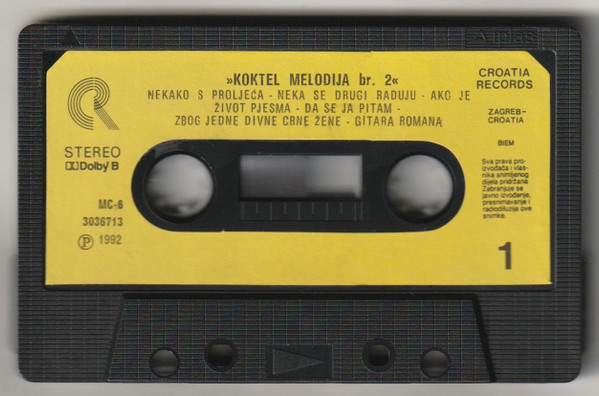 »KOKTEL MELODIJA br. 2«
NEKAKO S PROLJEĆA - NEKA SE DRUGI RADUJU - AKO JE
ŽIVOT PJESMA - DA SE JA PITAM -
ZBOG JEDNE DIVNE CRNE ŽENE - GITARA ROMANA
STEREO
Dolby B
MC-6
3036713
Ⓟ 1992
CROATIA
RECORDS
ZAGREB-
CROATIA
BIEM
Sva prava pro-
izvođača i vlas-
nika snimljenog
dijela pridržana.
Zabranjuje se
javno izvođenje,
presnimavanje i
radiodifuzija ove
snimke.
1